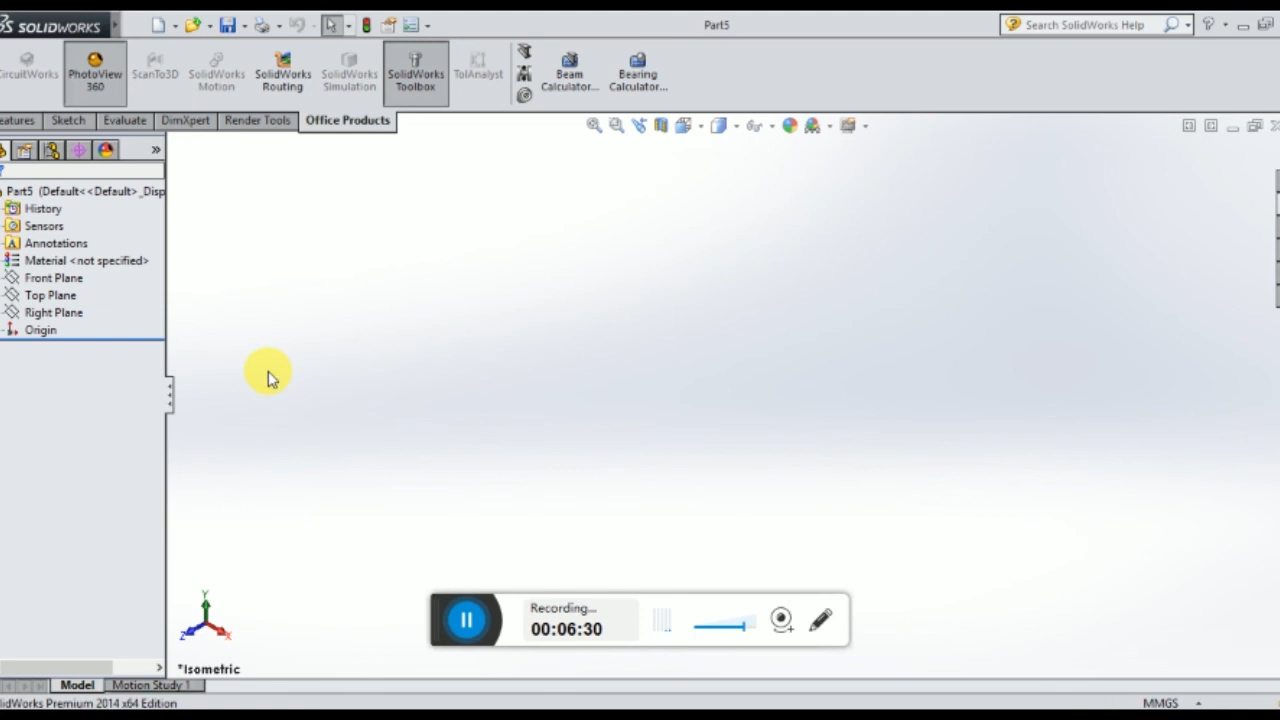 SOLIDWORKS
Part5
Search SolidWorks Help
CircuitWorks
PhotoView 360
ScanTo3D
SolidWorks Motion
SolidWorks Routing
SolidWorks Simulation
SolidWorks Toolbox
TolAnalyst
Beam Calculator...
Bearing Calculator...
eatures
Sketch
Evaluate
DimXpert
Render Tools
Office Products
Part5 (Default<<Default>_Disp
History
Sensors
Annotations
Material <not specified>
Front Plane
Top Plane
Right Plane
Origin
Y
Z
X
*Isometric
Recording...
00:06:30
Model
Motion Study 1
lidWorks Premium 2014 x64 Edition
MMGS